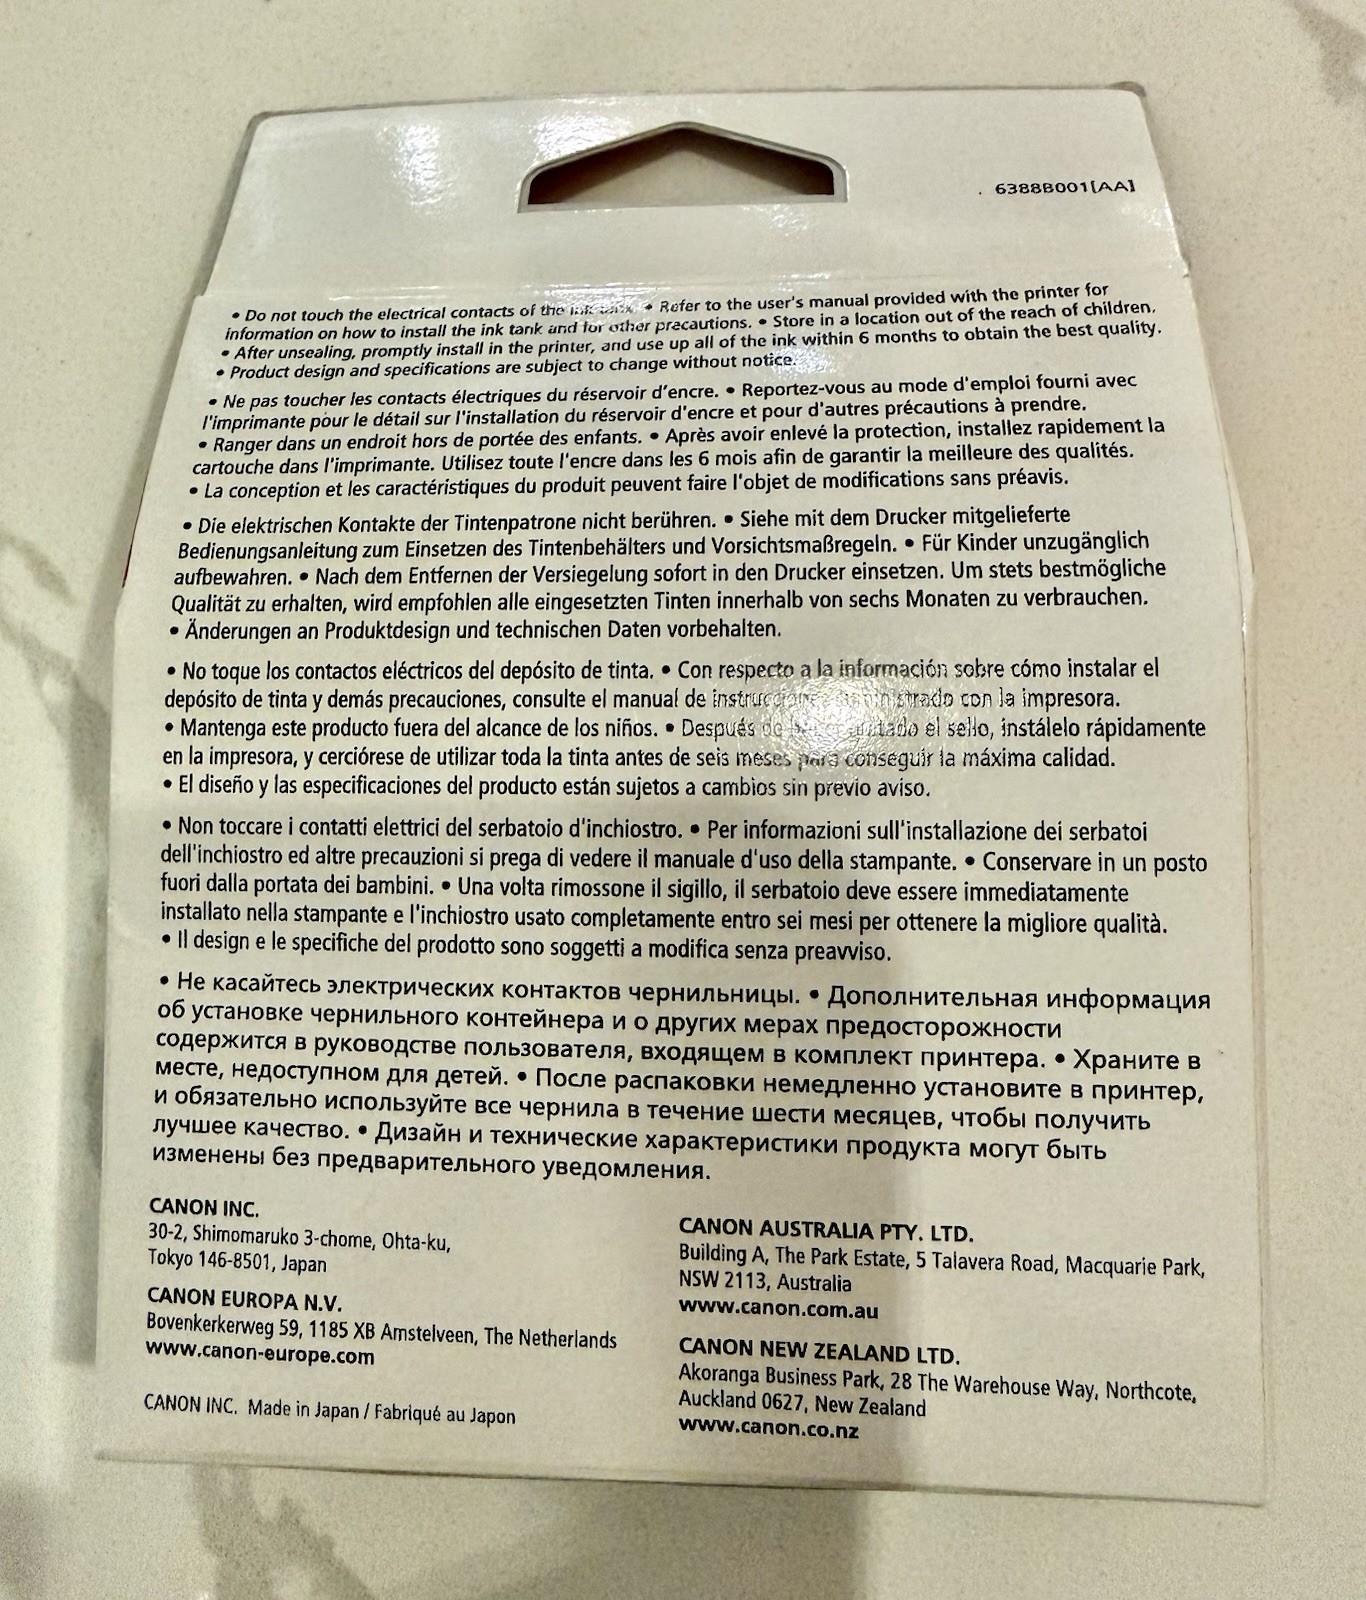 6388B001[AA]
• Do not touch the electrical contacts of the ink tank. • Refer to the user's manual provided with the printer for
information on how to install the ink tank and for other precautions. • Store in a location out of the reach of children.
• After unsealing, promptly install in the printer, and use up all of the ink within 6 months to obtain the best quality.
• Product design and specifications are subject to change without notice.
• Ne pas toucher les contacts électriques du réservoir d'encre. • Reportez-vous au mode d'emploi fourni avec
l'imprimante pour le détail sur l'installation du réservoir d'encre et pour d'autres précautions à prendre.
• Ranger dans un endroit hors de portée des enfants. • Après avoir enlevé la protection, installez rapidement la
cartouche dans l'imprimante. Utilisez toute l'encre dans les 6 mois afin de garantir la meilleure des qualités.
• La conception et les caractéristiques du produit peuvent faire l'objet de modifications sans préavis.
• Die elektrischen Kontakte der Tintenpatrone nicht berühren. • Siehe mit dem Drucker mitgelieferte
Bedienungsanleitung zum Einsetzen des Tintenbehälters und Vorsichtsmaßregeln. • Für Kinder unzugänglich
aufbewahren. • Nach dem Entfernen der Versiegelung sofort in den Drucker einsetzen. Um stets bestmögliche
Qualität zu erhalten, wird empfohlen alle eingesetzten Tinten innerhalb von sechs Monaten zu verbrauchen.
• Änderungen an Produktdesign und technischen Daten vorbehalten.
• No toque los contactos eléctricos del depósito de tinta. • Con respecto a la información sobre cómo instalar el
depósito de tinta y demás precauciones, consulte el manual de instrucciones suministrado con la impresora.
• Mantenga este producto fuera del alcance de los niños. • Después de haber quitado el sello, instálelo rápidamente
en la impresora, y cerciórese de utilizar toda la tinta antes de seis meses para conseguir la máxima calidad.
• El diseño y las especificaciones del producto están sujetos a cambios sin previo aviso.
• Non toccare i contatti elettrici del serbatoio d'inchiostro. • Per informazioni sull'installazione dei serbatoi
dell'inchiostro ed altre precauzioni si prega di vedere il manuale d'uso della stampante. • Conservare in un posto
fuori dalla portata dei bambini. • Una volta rimossone il sigillo, il serbatoio deve essere immediatamente
installato nella stampante e l'inchiostro usato completamente entro sei mesi per ottenere la migliore qualità.
• Il design e le specifiche del prodotto sono soggetti a modifica senza preavviso.
• Не касайтесь электрических контактов чернильницы. • Дополнительная информация
об установке чернильного контейнера и о других мерах предосторожности
содержится в руководстве пользователя, входящем в комплект принтера. • Храните в
месте, недоступном для детей. • После распаковки немедленно установите в принтер,
и обязательно используйте все чернила в течение шести месяцев, чтобы получить
лучшее качество. • Дизайн и технические характеристики продукта могут быть
изменены без предварительного уведомления.
CANON INC.
30-2, Shimomaruko 3-chome, Ohta-ku,
Tokyo 146-8501, Japan
CANON EUROPA N.V.
Bovenkerkerweg 59, 1185 XB Amstelveen, The Netherlands
www.canon-europe.com
CANON INC. Made in Japan / Fabriqué au Japon
CANON AUSTRALIA PTY. LTD.
Building A, The Park Estate, 5 Talavera Road, Macquarie Park,
NSW 2113, Australia
www.canon.com.au
CANON NEW ZEALAND LTD.
Akoranga Business Park, 28 The Warehouse Way, Northcote,
Auckland 0627, New Zealand
www.canon.co.nz